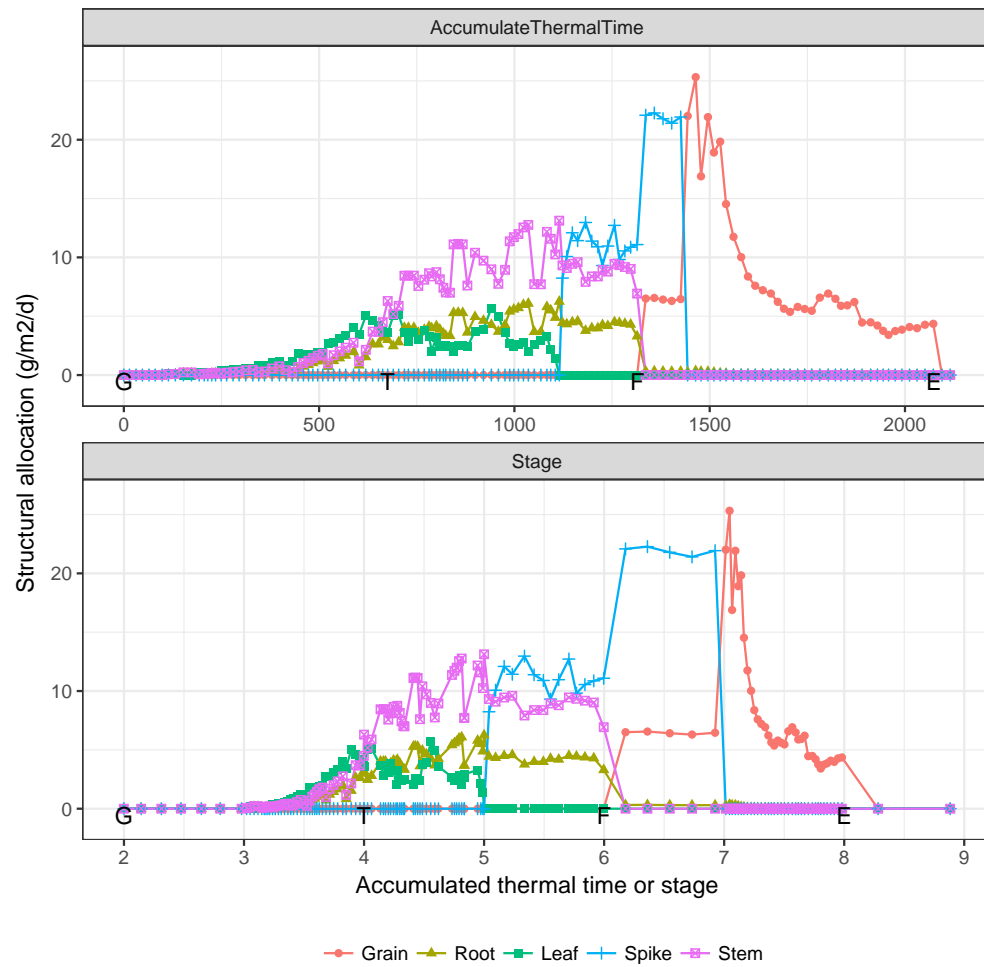 AccumulateThermalTime
20
10
0
G T F E
0 500 1000 1500 2000
Stage
20
10
0
G T F E
2 3 4 5 6 7 8 9
Structural allocation (g/m2/d)
Accumulated thermal time or stage
Grain Root Leaf Spike Stem